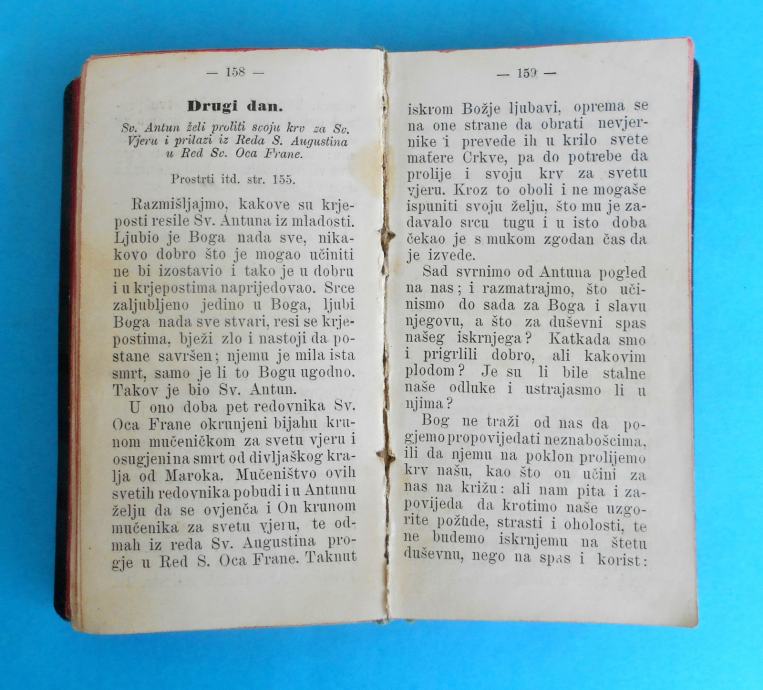 — 158 —
Drugi dan.
Sv. Antun želi proliti svoju krv za Sv.
Vjeru i prilazi iz Reda S. Augustina
u Red Sv. Oca Frane.
Prostrti itd. str. 155.
Razmišljajmo, kakove su krje-
posti resile Sv. Antuna iz mladosti.
Ljubio je Boga nada sve, nika-
kovo dobro što je mogao učiniti
ne bi izostavio i tako je u dobru
i u krjepostima naprijedovao. Srce
zaljubljeno jedino u Boga, ljubi
Boga nada sve stvari, resi se krje-
postima, bježi zlo i nastoji da po-
stane savršen; njemu je mila ista
smrt, samo je li to Bogu ugodno.
Takov je bio Sv. Antun.
U ono doba pet redovnika Sv.
Oca Frane okrunjeni bijahu kru-
nom mučeničkom za svetu vjeru i
osugjeni na smrt od divljaškog kra-
lja od Maroka. Mučeništvo ovih
svetih redovnika pobudi i u Antunu
želju da se ovjenča i On krunom
mučenika za svetu vjeru, te od-
mah iz reda Sv. Augustina pro-
gje u Red S. Oca Frane. Taknut
— 159 —
iskrom Božje ljubavi, oprema se
na one strane da obrati nevjer-
nike i prevede ih u krilo svete
matere Crkve, pa do potrebe da
prolije i svoju krv za svetu
vjeru. Kroz to oboli i ne mogaše
ispuniti svoju želju, što mu je za-
davalo srcu tugu i u isto doba
čekao je s mukom zgodan čas da
je izvede.
Sad svrnimo od Antuna pogled
na nas; i razmatrajmo, što uči-
nismo do sada za Boga i slavu
njegovu, a što za duševni spas
našeg iskrnjega? Katkada smo
i prigrlili dobro, ali kakovim
plodom? Je su li bile stalne
naše odluke i ustrajasmo li u
njima?
Bog ne traži od nas da po-
gjemo propovijedati neznabošcima,
ili da njemu na poklon prolijemo
krv našu, kao što on učini za
nas na križu: ali nam pita i za-
povijeda da krotimo naše uzgo-
rite požude, strasti i oholosti, te
ne budemo iskrnjemu na štetu
duševnu, nego na spas i korist: